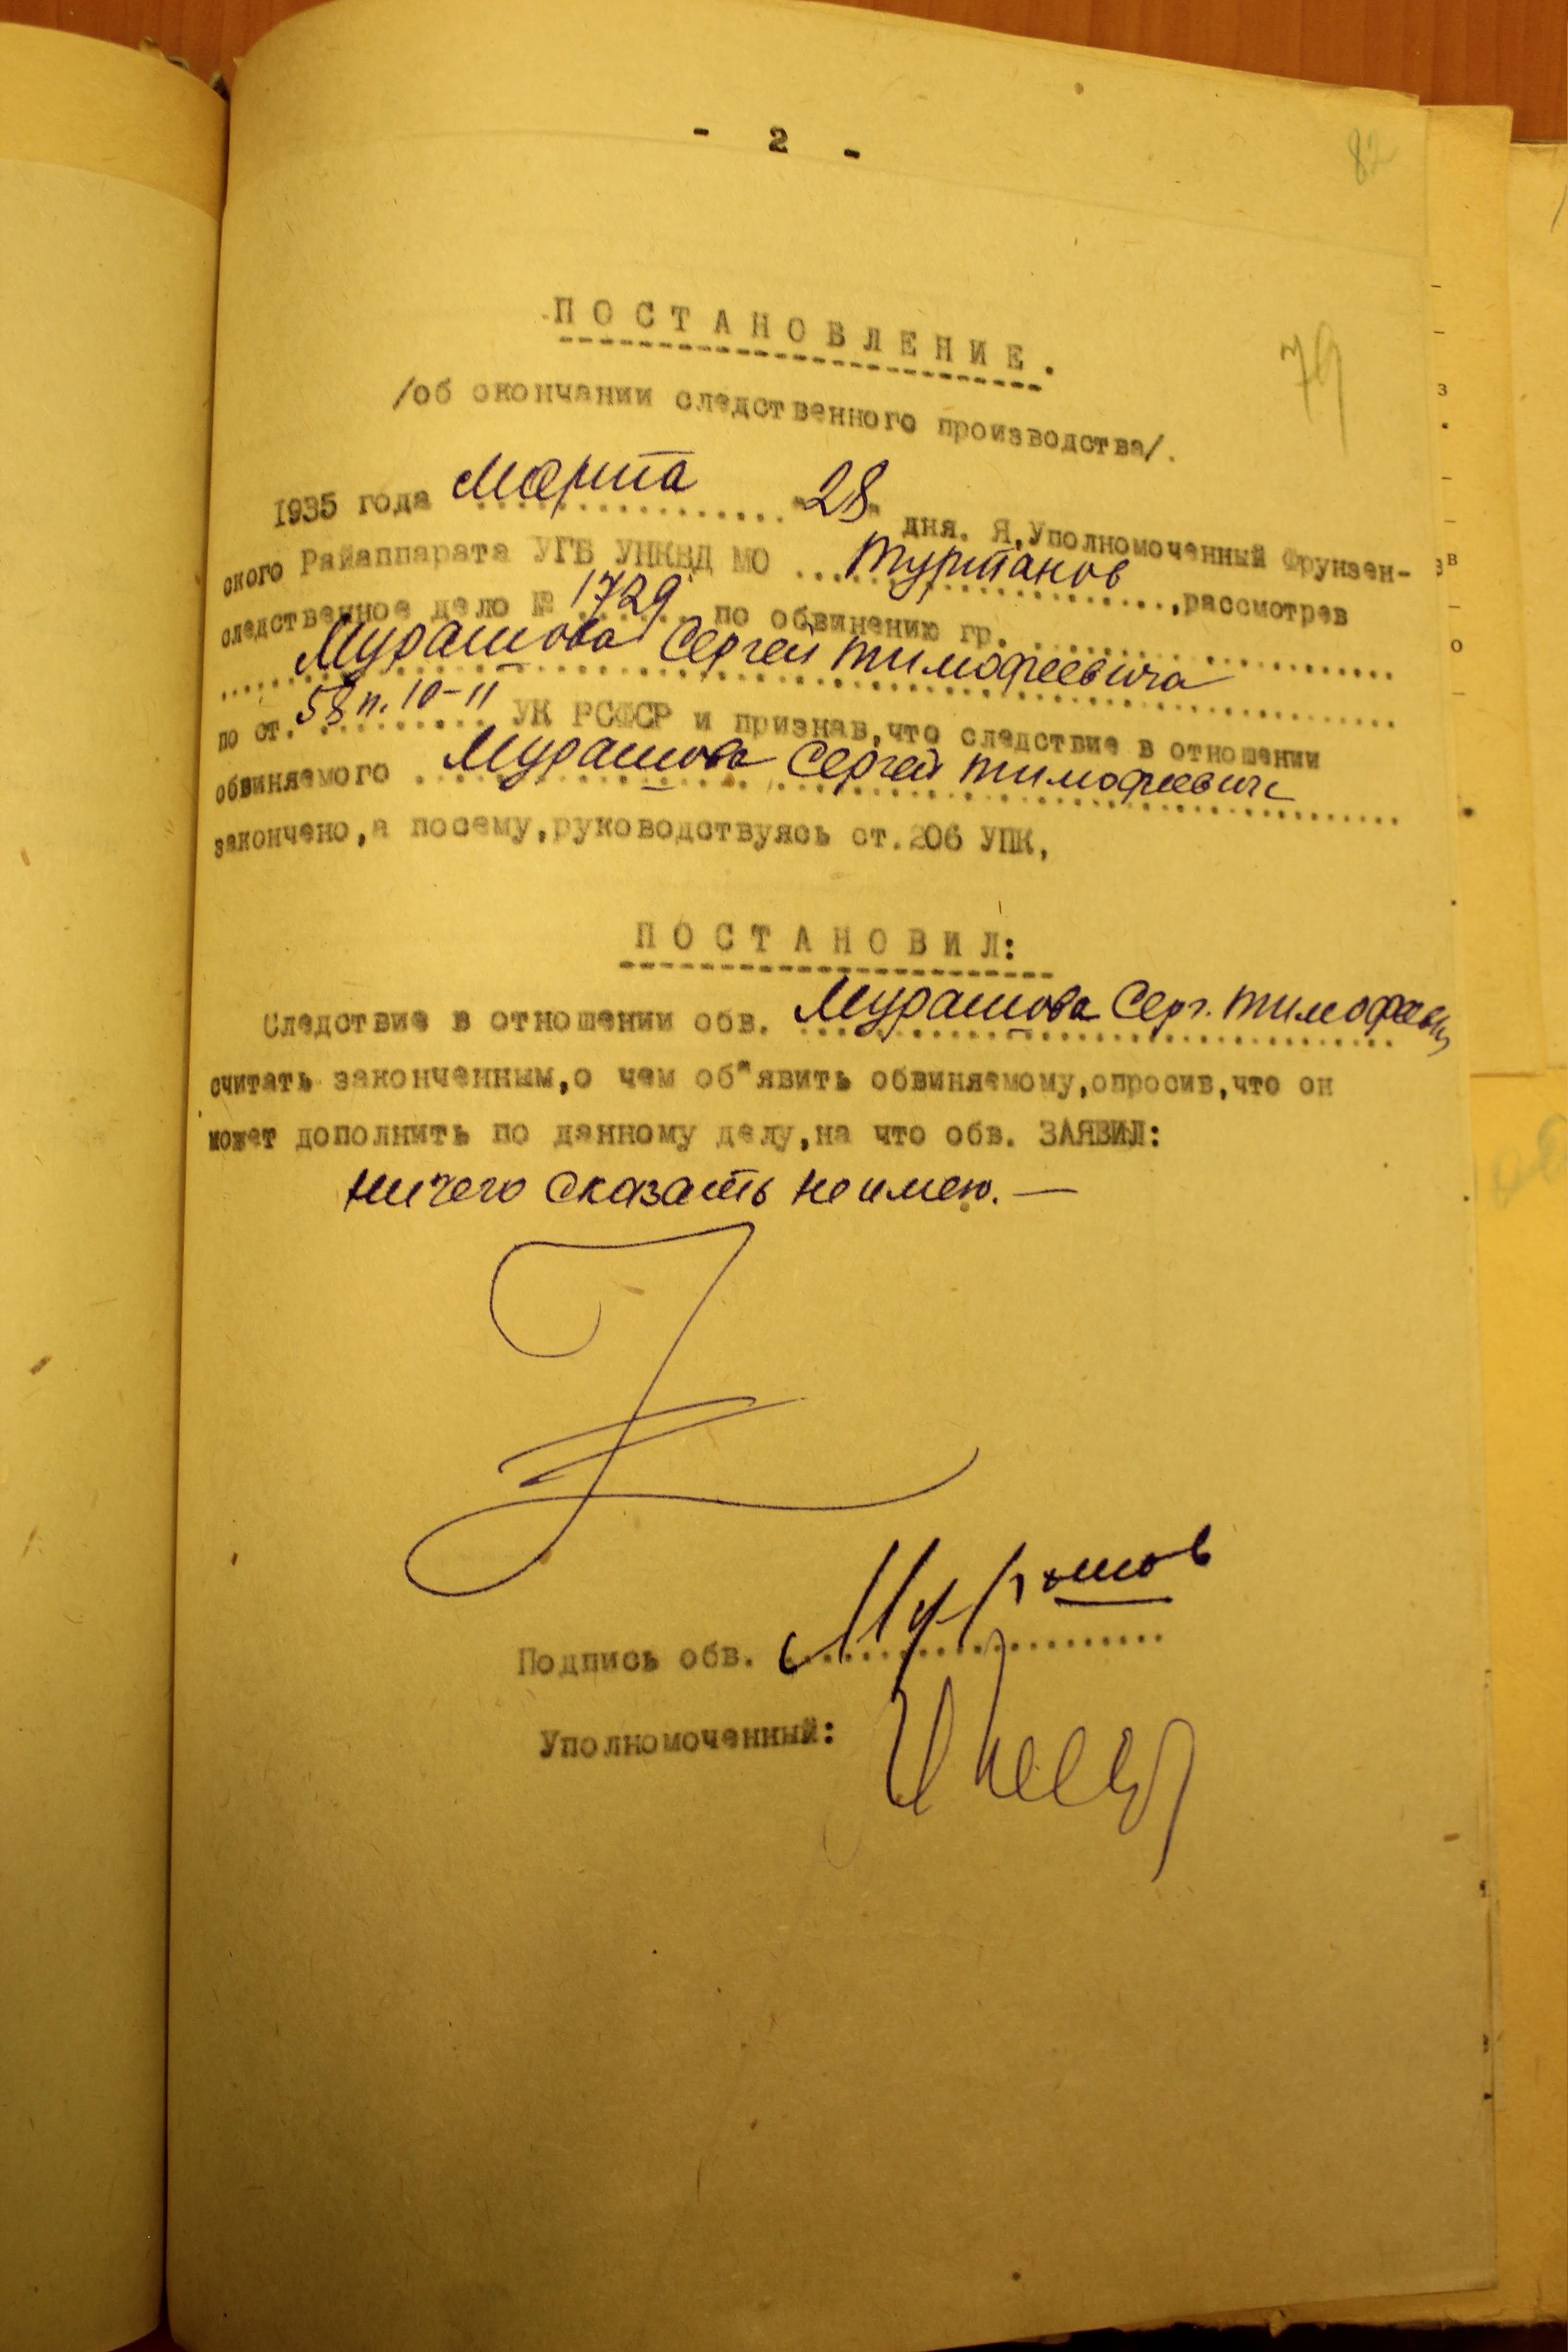 - 2 -
82
ПОСТАНОВЛЕНИЕ.
79
/об окончании следственного производства/.
1935 года Марта "28" дня. Я, Уполномоченный Фрунзен-
ского Райаппарата УГБ УНКВД МО ... Туртанов ..., рассмотрев
следственное дело № 1729 по обвинению гр. ...
Мурашова Сергей Тимофеевича
по ст. 58 п. 10-11 УК РСФСР и признав, что следствие в отношении
обвиняемого Мурашова Сергей Тимофеевич
закончено, а посему, руководствуясь ст. 206 УПК,
ПОСТАНОВИЛ:
Следствие в отношении обв. Мурашова Серг. Тимофеевич
считать законченным, о чем об"явить обвиняемому, опросив, что он
может дополнить по данному делу, на что обв. ЗАЯВИЛ:
Ничего сказать не имею. —
Подпись обв. Мурашов
Уполномоченный: